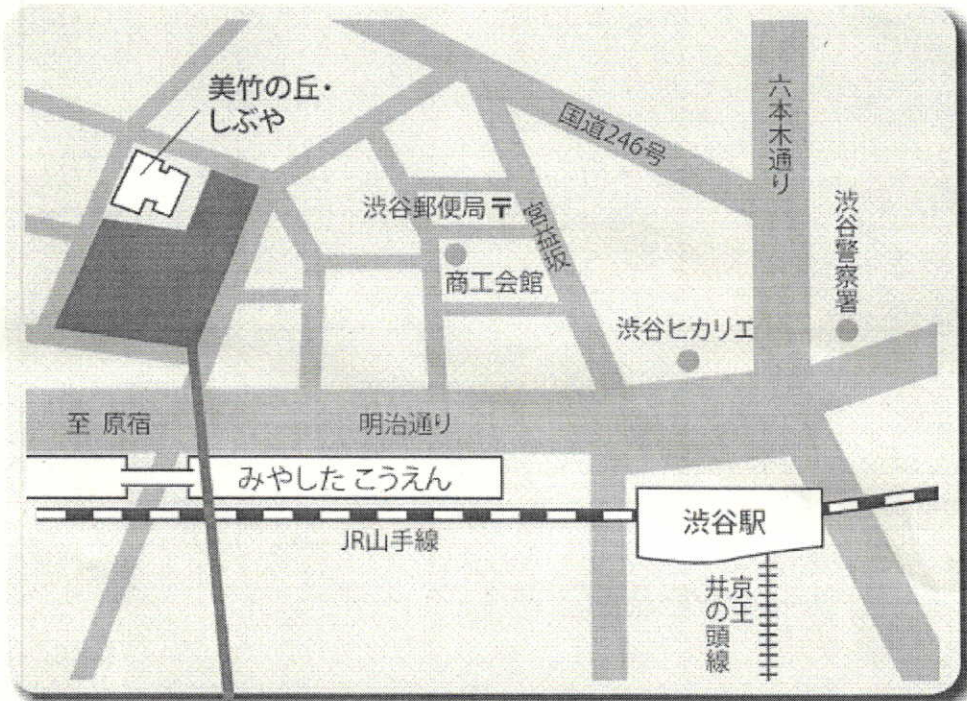 美竹の丘・
しぶや
国道246号
六本木通り
渋谷郵便局〒
宮益坂
商工会館
渋谷警察署
渋谷ヒカリエ
至 原宿
明治通り
みやした こうえん
JR山手線
渋谷駅
京王
井の頭線